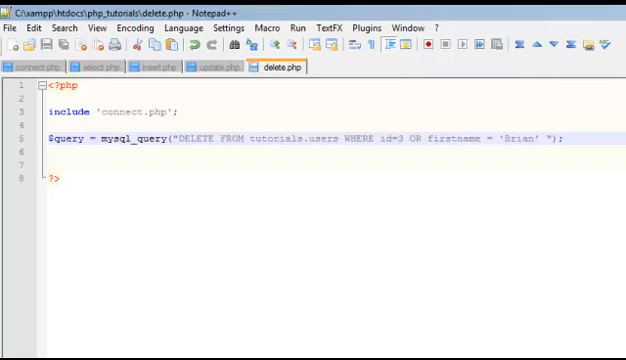 C:\xampp\htdocs\php_tutorials\delete.php - Notepad++
File Edit Search View Encoding Language Settings Macro Run TextFX Plugins Window ?
connect.php select.php insert.php update.php delete.php
1 <?php
2
3 include 'connect.php';
4
5 $query = mysql_query("DELETE FROM tutorials.users WHERE id=3 OR firstname = 'Brian' ");
6
7
8 ?>